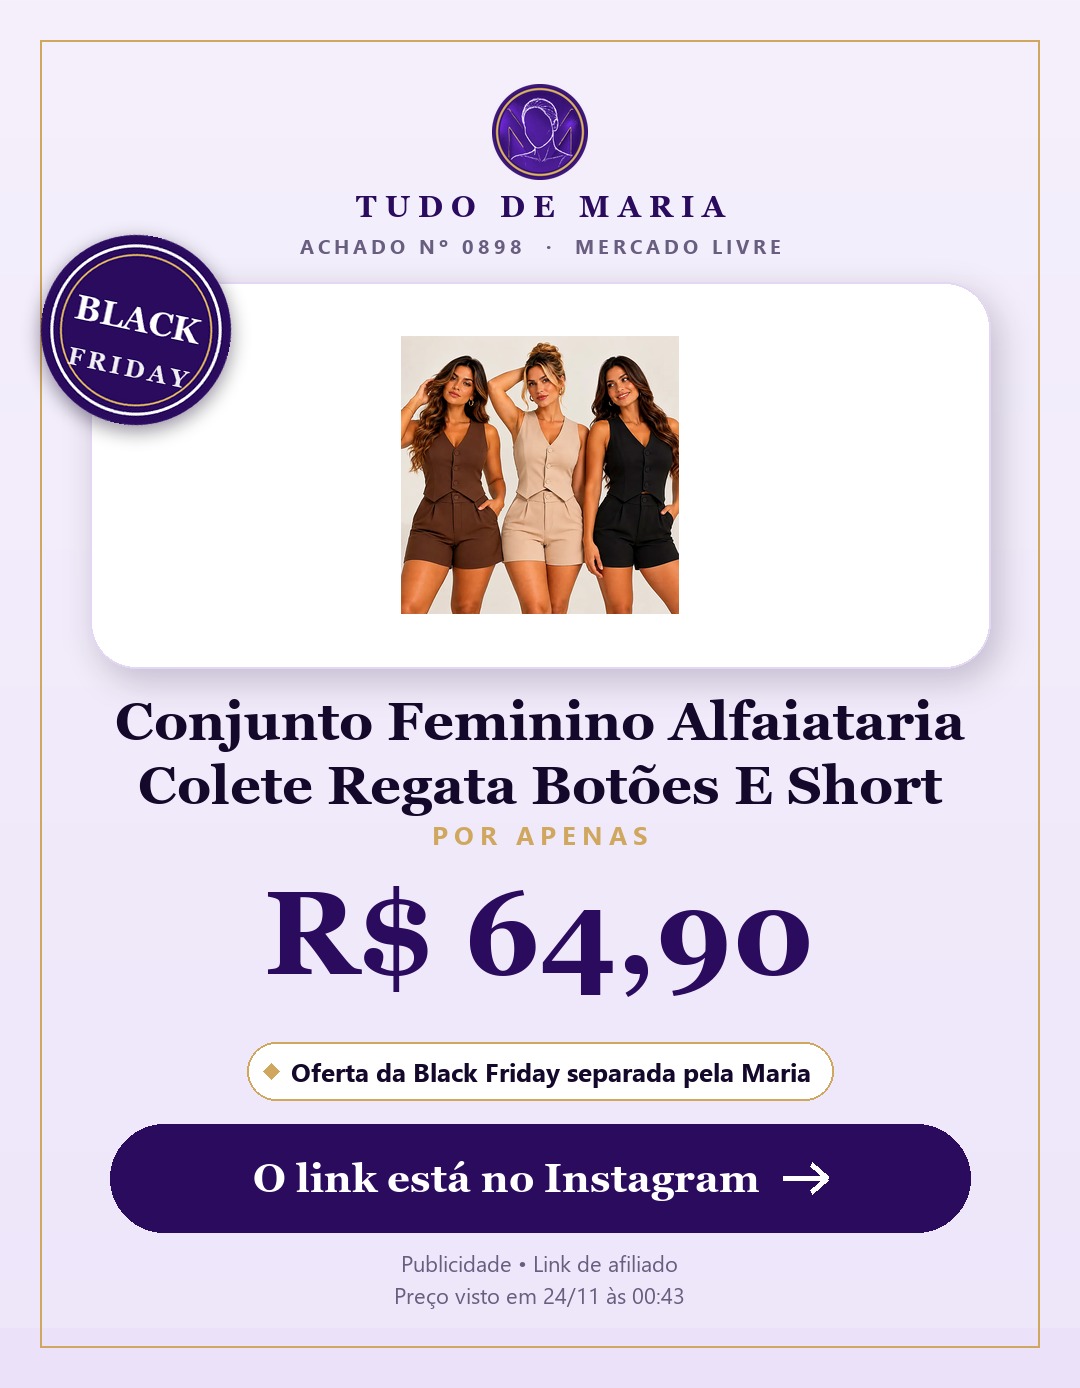 TUDO DE MARIA
ACHADO Nº 0898 · MERCADO LIVRE
BLACK
FRIDAY
Conjunto Feminino Alfaiataria
Colete Regata Botões E Short
POR APENAS
R$ 64,90
Oferta da Black Friday separada pela Maria
O link está no Instagram →
Publicidade • Link de afiliado
Preço visto em 24/11 às 00:43